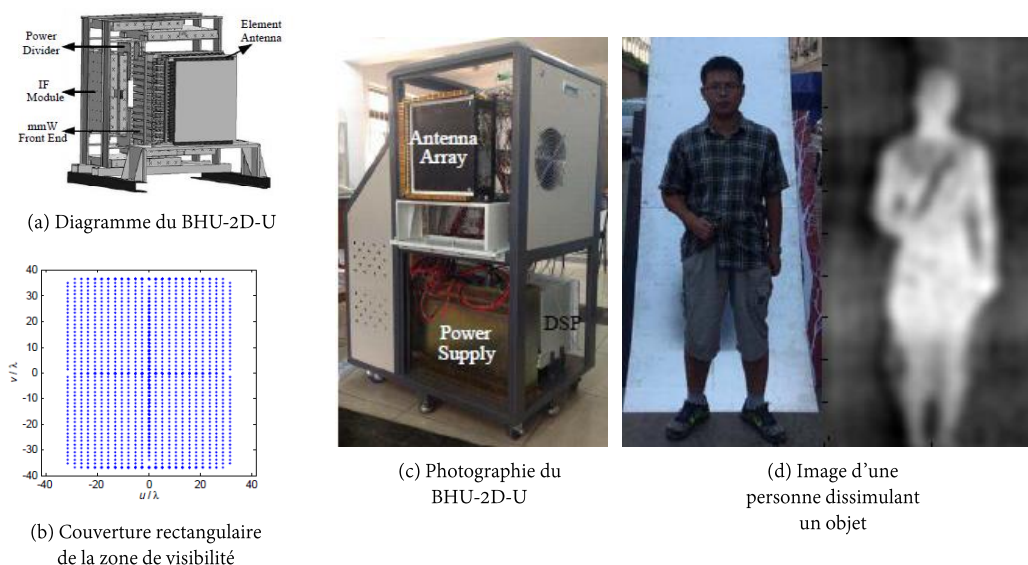 Power
Divider
Element
Antenna
IF
Module
mmW
Front End
(a) Diagramme du BHU-2D-U
40
30
20
10
0
-10
-20
-30
-40
v / λ
-40
-20
0
20
40
u / λ
(b) Couverture rectangulaire
de la zone de visibilité
Antenna
Array
Power
Supply
DSP
(c) Photographie du
BHU-2D-U
(d) Image d’une
personne dissimulant
un objet